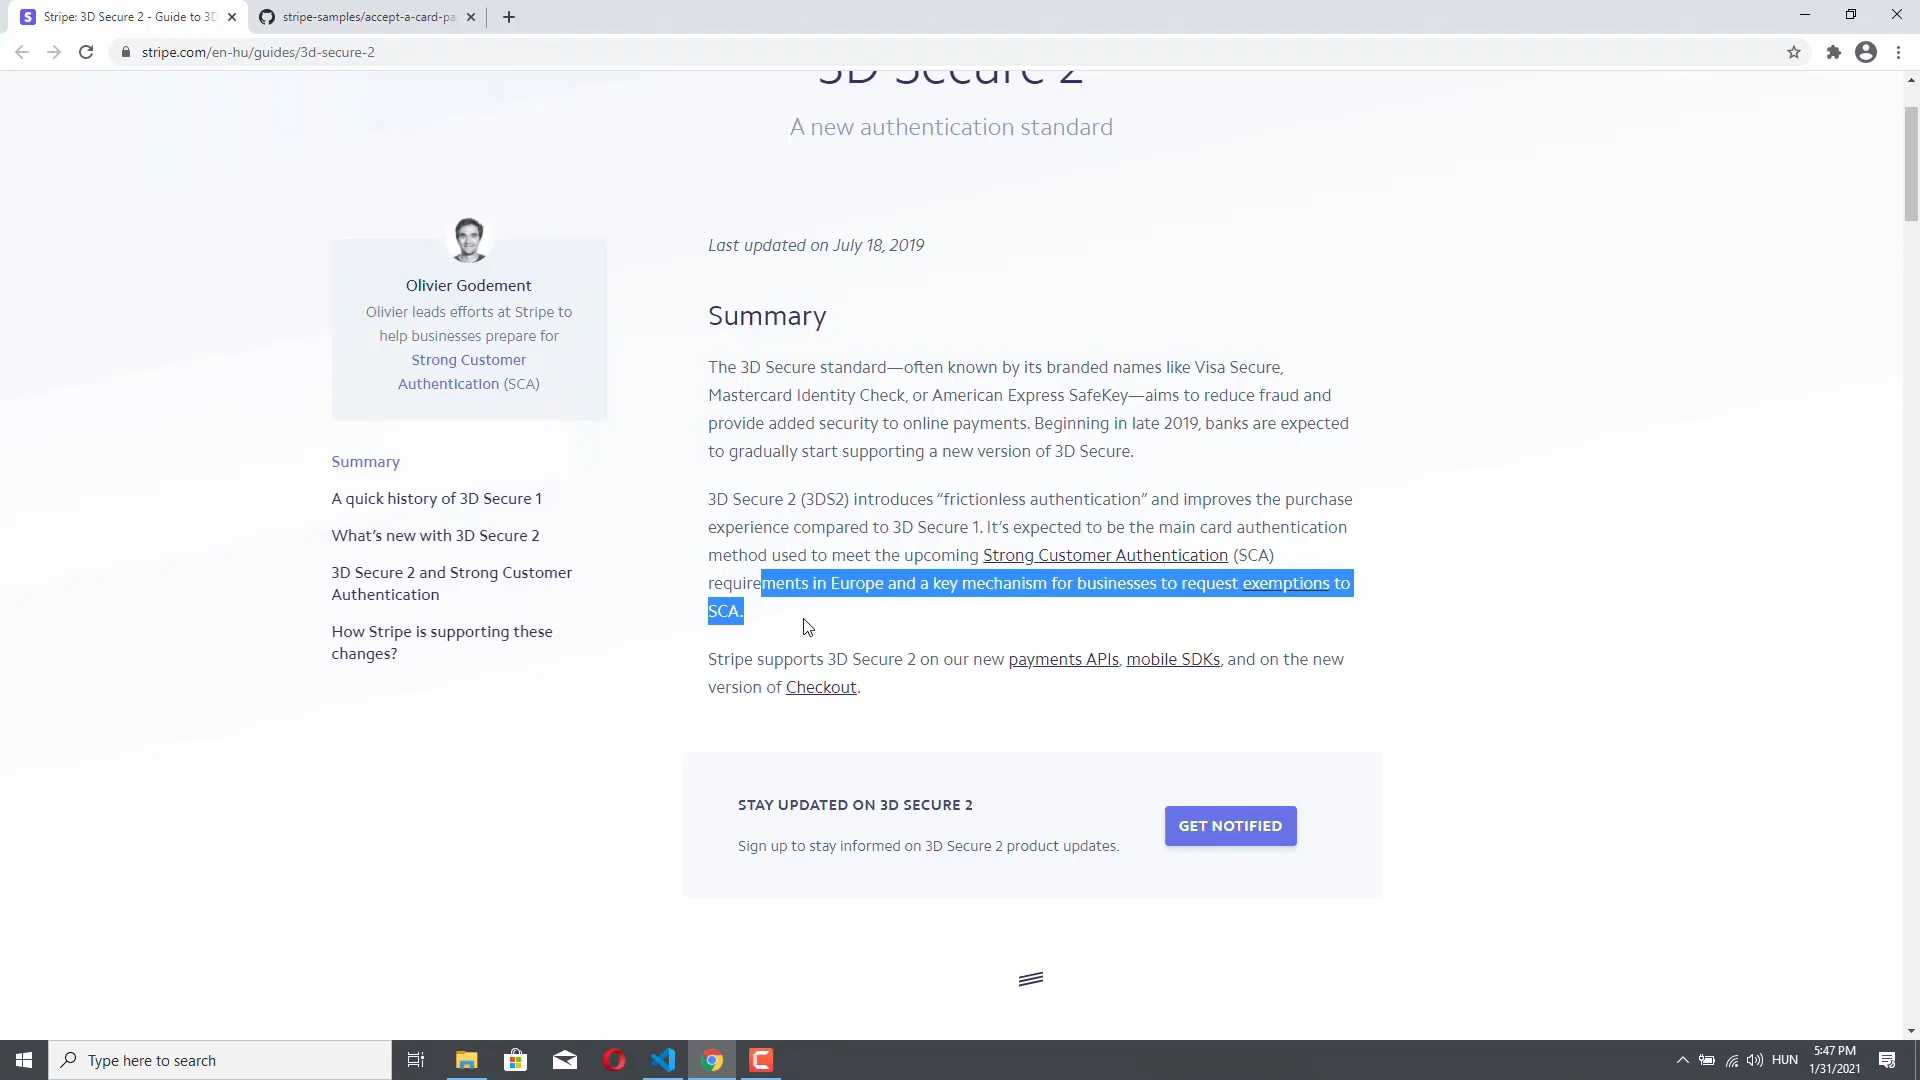 Stripe: 3D Secure 2 - Guide to 3D
stripe-samples/accept-a-card-pa
stripe.com/en-hu/guides/3d-secure-2
3D Secure 2
A new authentication standard
Olivier Godement
Olivier leads efforts at Stripe to
help businesses prepare for
Strong Customer
Authentication (SCA)
Summary
A quick history of 3D Secure 1
What's new with 3D Secure 2
3D Secure 2 and Strong Customer
Authentication
How Stripe is supporting these
changes?
Last updated on July 18, 2019
Summary
The 3D Secure standard—often known by its branded names like Visa Secure,
Mastercard Identity Check, or American Express SafeKey—aims to reduce fraud and
provide added security to online payments. Beginning in late 2019, banks are expected
to gradually start supporting a new version of 3D Secure.
3D Secure 2 (3DS2) introduces “frictionless authentication” and improves the purchase
experience compared to 3D Secure 1. It’s expected to be the main card authentication
method used to meet the upcoming Strong Customer Authentication (SCA)
requirements in Europe and a key mechanism for businesses to request exemptions to
SCA.
Stripe supports 3D Secure 2 on our new payments APIs, mobile SDKs, and on the new
version of Checkout.
STAY UPDATED ON 3D SECURE 2
Sign up to stay informed on 3D Secure 2 product updates.
GET NOTIFIED
Type here to search
HUN
5:47 PM
1/31/2021